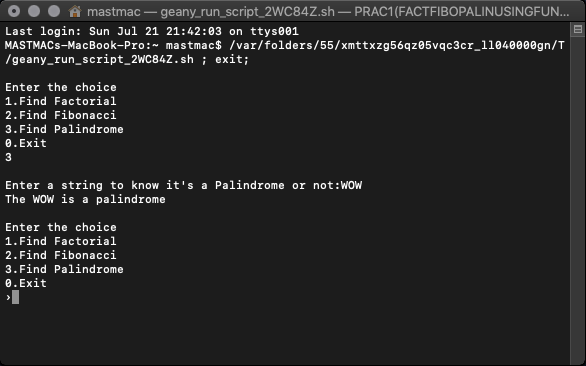 mastmac — geany_run_script_2WC84Z.sh — PRAC1(FACTFIBOPALINUSINGFUN...
Last login: Sun Jul 21 21:42:03 on ttys001
MASTMACs-MacBook-Pro:~ mastmac$ /var/folders/55/xmttxzg56qz05vqc3cr_ll040000gn/T
/geany_run_script_2WC84Z.sh ; exit;
Enter the choice
1.Find Factorial
2.Find Fibonacci
3.Find Palindrome
0.Exit
3
Enter a string to know it's a Palindrome or not:WOW
The WOW is a palindrome
Enter the choice
1.Find Factorial
2.Find Fibonacci
3.Find Palindrome
0.Exit
›